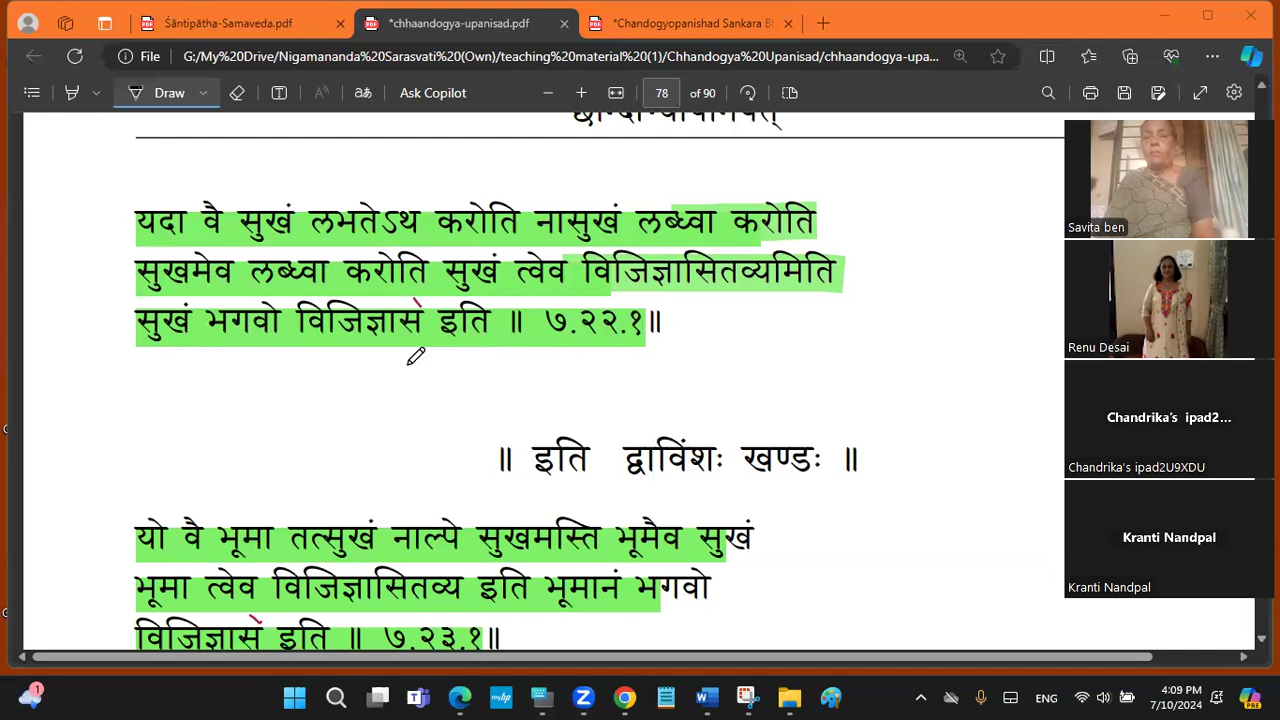 Śāntipātha-Samaveda.pdf
*chhaandogya-upanisad.pdf
*Chandogyopanishad Sankara Bh
File
G:/My%20Drive/Nigamananda%20Sarasvati%20(Own)/teaching%20material%20(1)/Chhandogya%20Upanisad/chhaandogya-upa...
Draw
Ask Copilot
78 of 90
यदा वै सुखं लभतेऽथ करोति नासुखं लब्ध्वा करोति
सुखमेव लब्ध्वा करोति सुखं त्वेव विजिज्ञासितव्यमिति
सुखं भगवो विजिज्ञासे इति ॥ ७.२२.१॥
॥ इति द्वाविंशः खण्डः ॥
यो वै भूमा तत्सुखं नाल्पे सुखमस्ति भूमैव सुखं
भूमा त्वेव विजिज्ञासितव्य इति भूमानं भगवो
विजिज्ञासे इति ॥ ७.२३.१॥
Savita ben
Renu Desai
Chandrika's ipad2...
Chandrika's ipad2U9XDU
Kranti Nandpal
Kranti Nandpal
1
ENG
4:09 PM
7/10/2024